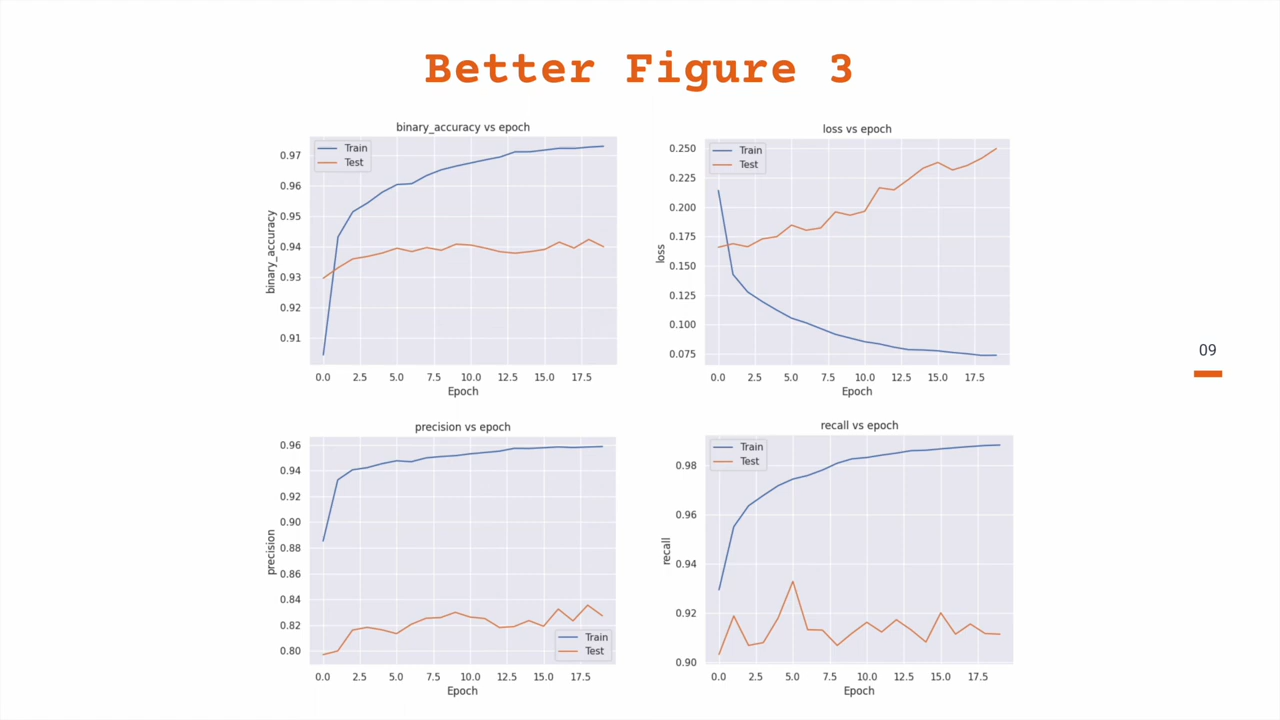 Better Figure 3
binary_accuracy vs epoch
Train
Test
0.97
0.96
0.95
0.94
0.93
0.92
0.91
binary_accuracy
0.0 2.5 5.0 7.5 10.0 12.5 15.0 17.5
Epoch
loss vs epoch
Train
Test
0.250
0.225
0.200
0.175
0.150
0.125
0.100
0.075
loss
0.0 2.5 5.0 7.5 10.0 12.5 15.0 17.5
Epoch
09
precision vs epoch
0.96
0.94
0.92
0.90
0.88
0.86
0.84
0.82
0.80
precision
Train
Test
0.0 2.5 5.0 7.5 10.0 12.5 15.0 17.5
Epoch
recall vs epoch
Train
Test
0.98
0.96
0.94
0.92
0.90
recall
0.0 2.5 5.0 7.5 10.0 12.5 15.0 17.5
Epoch